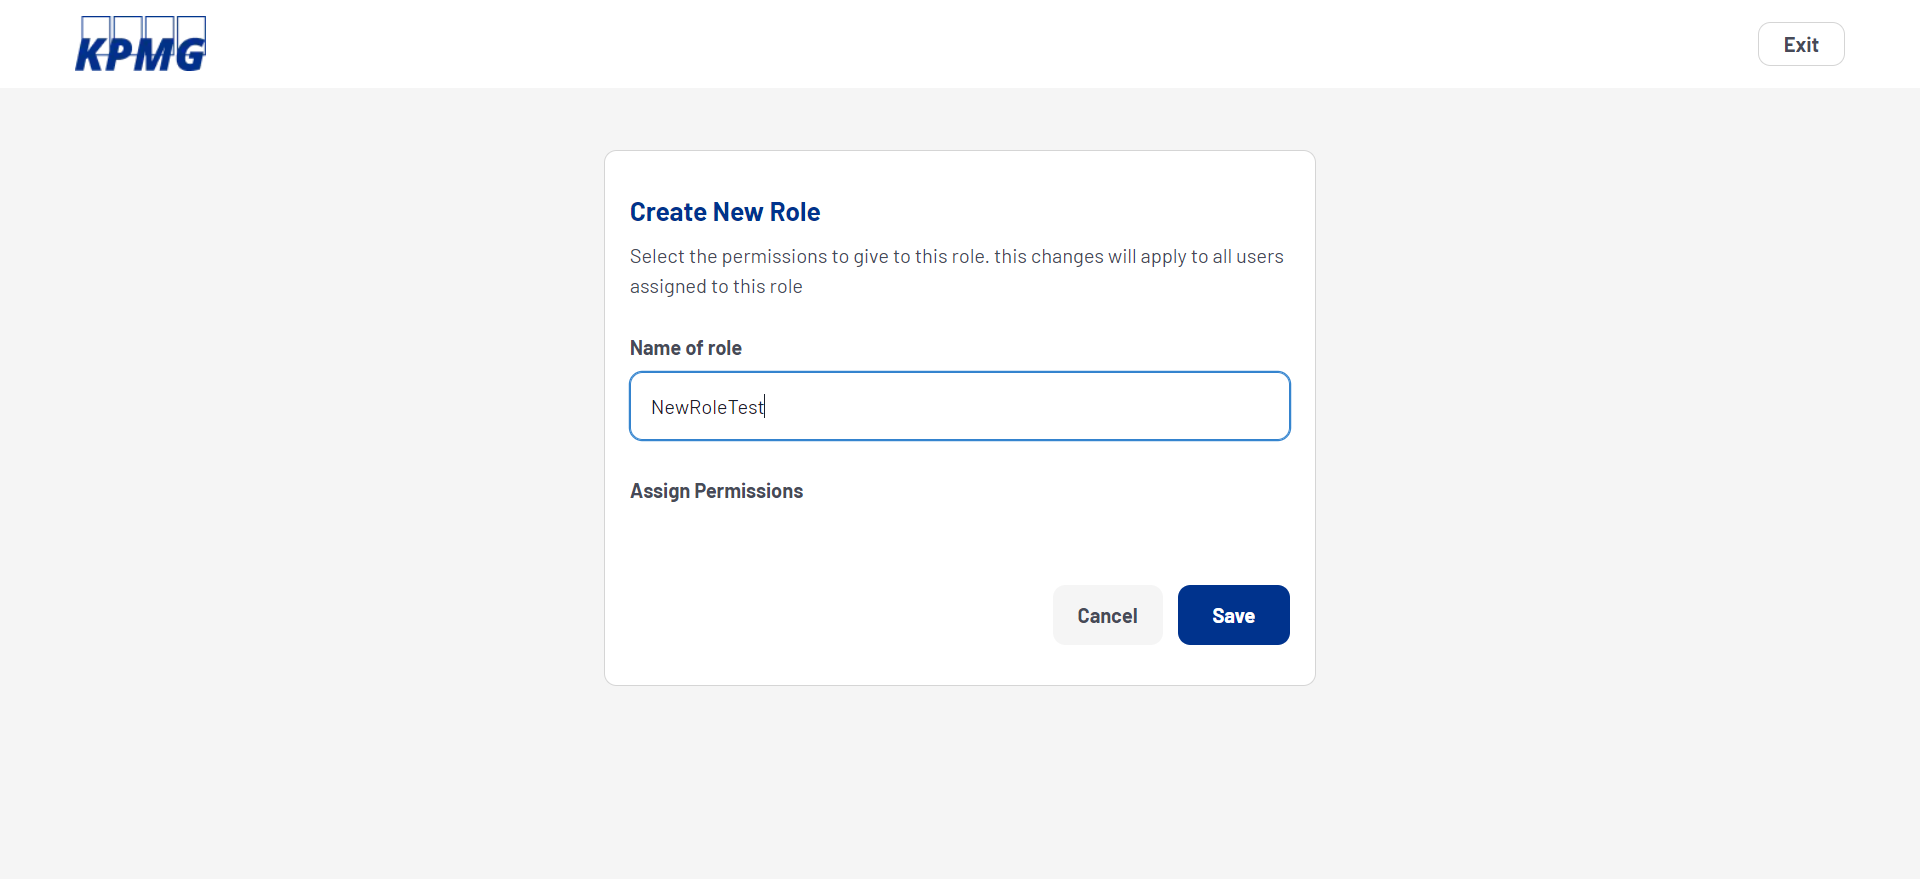 KPMG
Exit
Create New Role
Select the permissions to give to this role. this changes will apply to all users
assigned to this role
Name of role
NewRoleTest
Assign Permissions
Cancel
Save